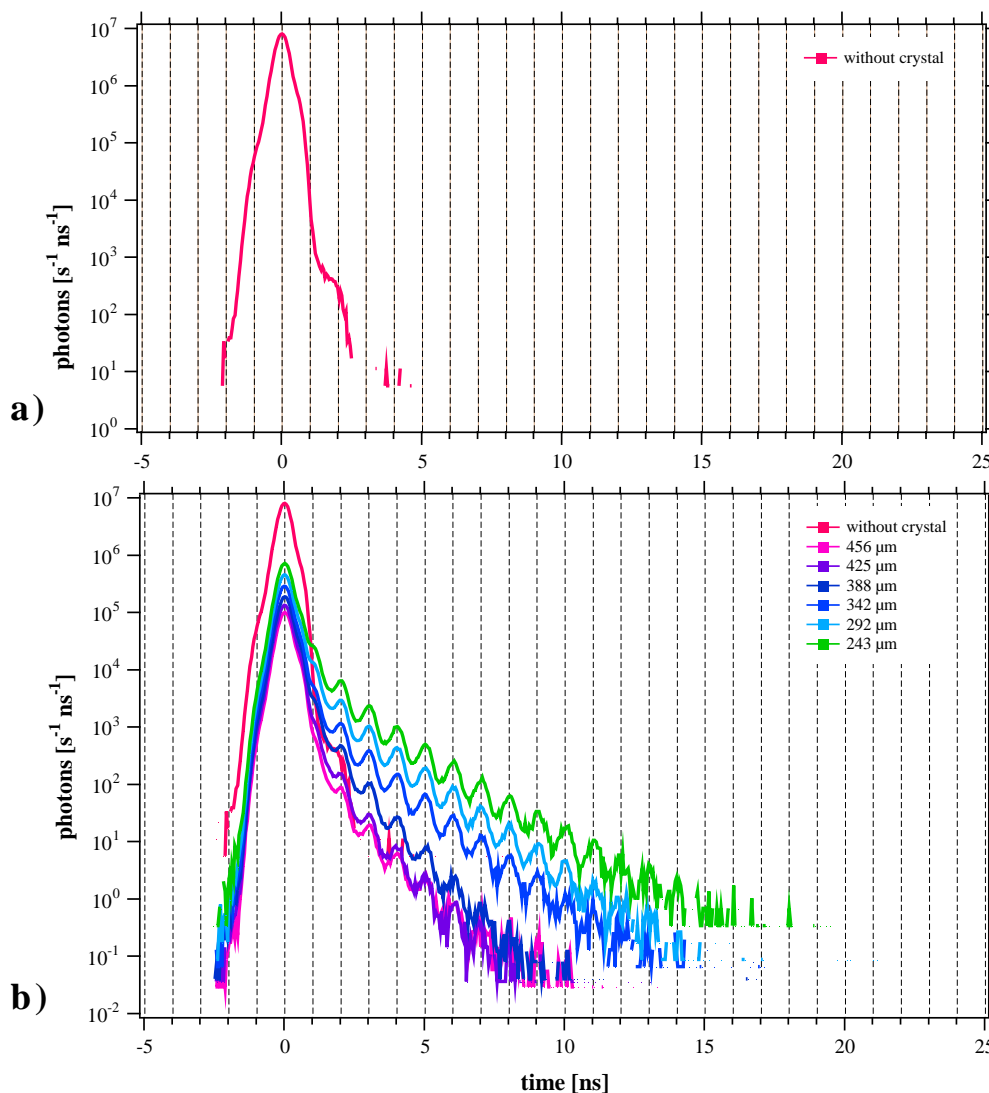 10⁷
10⁶
10⁵
10⁴
10³
10²
10¹
10⁰
photons [s⁻¹ ns⁻¹]
without crystal
a)
-5 0 5 10 15 20 25
10⁷
10⁶
10⁵
10⁴
10³
10²
10¹
10⁰
10⁻¹
10⁻²
photons [s⁻¹ ns⁻¹]
without crystal
456 µm
425 µm
388 µm
342 µm
292 µm
243 µm
b)
-5 0 5 10 15 20 25
time [ns]